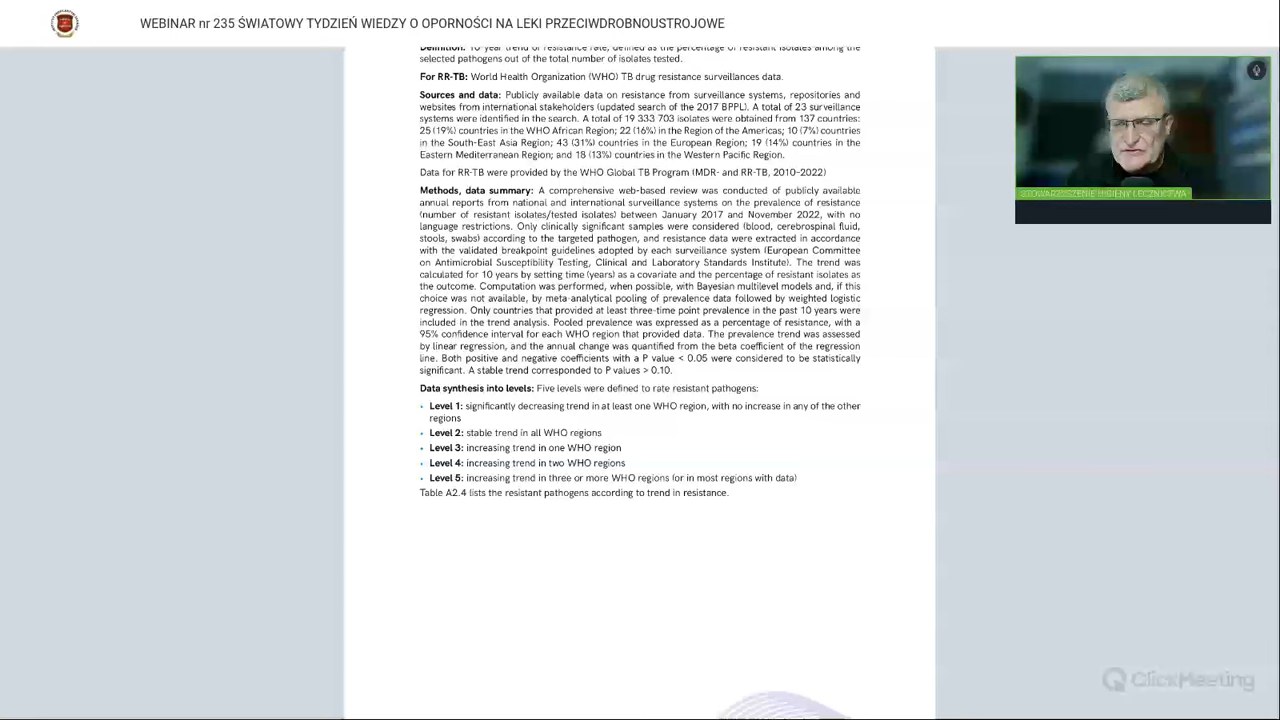 WEBINAR nr 235 ŚWIATOWY TYDZIEŃ WIEDZY O OPORNOŚCI NA LEKI PRZECIWDROBNOUSTROJOWE
Definition: 10-year trend of resistance rate, defined as the percentage of resistant isolates among the
selected pathogens out of the total number of isolates tested.
For RR-TB: World Health Organization (WHO) TB drug resistance surveillances data.
Sources and data: Publicly available data on resistance from surveillance systems, repositories and
websites from international stakeholders (updated search of the 2017 BPPL). A total of 23 surveillance
systems were identified in the search. A total of 19 333 703 isolates were obtained from 137 countries:
25 (19%) countries in the WHO African Region; 22 (16%) in the Region of the Americas; 10 (7%) countries
in the South-East Asia Region; 43 (31%) countries in the European Region; 19 (14%) countries in the
Eastern Mediterranean Region; and 18 (13%) countries in the Western Pacific Region.
Data for RR-TB were provided by the WHO Global TB Program (MDR- and RR-TB, 2010–2022)
Methods, data summary: A comprehensive web-based review was conducted of publicly available
annual reports from national and international surveillance systems on the prevalence of resistance
(number of resistant isolates/tested isolates) between January 2017 and November 2022, with no
language restrictions. Only clinically significant samples were considered (blood, cerebrospinal fluid,
stools, swabs) according to the targeted pathogen, and resistance data were extracted in accordance
with the validated breakpoint guidelines adopted by each surveillance system (European Committee
on Antimicrobial Susceptibility Testing, Clinical and Laboratory Standards Institute). The trend was
calculated for 10 years by setting time (years) as a covariate and the percentage of resistant isolates as
the outcome. Computation was performed, when possible, with Bayesian multilevel models and, if this
choice was not available, by meta-analytical pooling of prevalence data followed by weighted logistic
regression. Only countries that provided at least three-time point prevalence in the past 10 years were
included in the trend analysis. Pooled prevalence was expressed as a percentage of resistance, with a
95% confidence interval for each WHO region that provided data. The prevalence trend was assessed
by linear regression, and the annual change was quantified from the beta coefficient of the regression
line. Both positive and negative coefficients with a P value < 0.05 were considered to be statistically
significant. A stable trend corresponded to P values > 0.10.
Data synthesis into levels: Five levels were defined to rate resistant pathogens:
• Level 1: significantly decreasing trend in at least one WHO region, with no increase in any of the other
regions
• Level 2: stable trend in all WHO regions
• Level 3: increasing trend in one WHO region
• Level 4: increasing trend in two WHO regions
• Level 5: increasing trend in three or more WHO regions (or in most regions with data)
Table A2.4 lists the resistant pathogens according to trend in resistance.
STOWARZYSZENIE HIGIENY LECZNICTWA
ClickMeeting